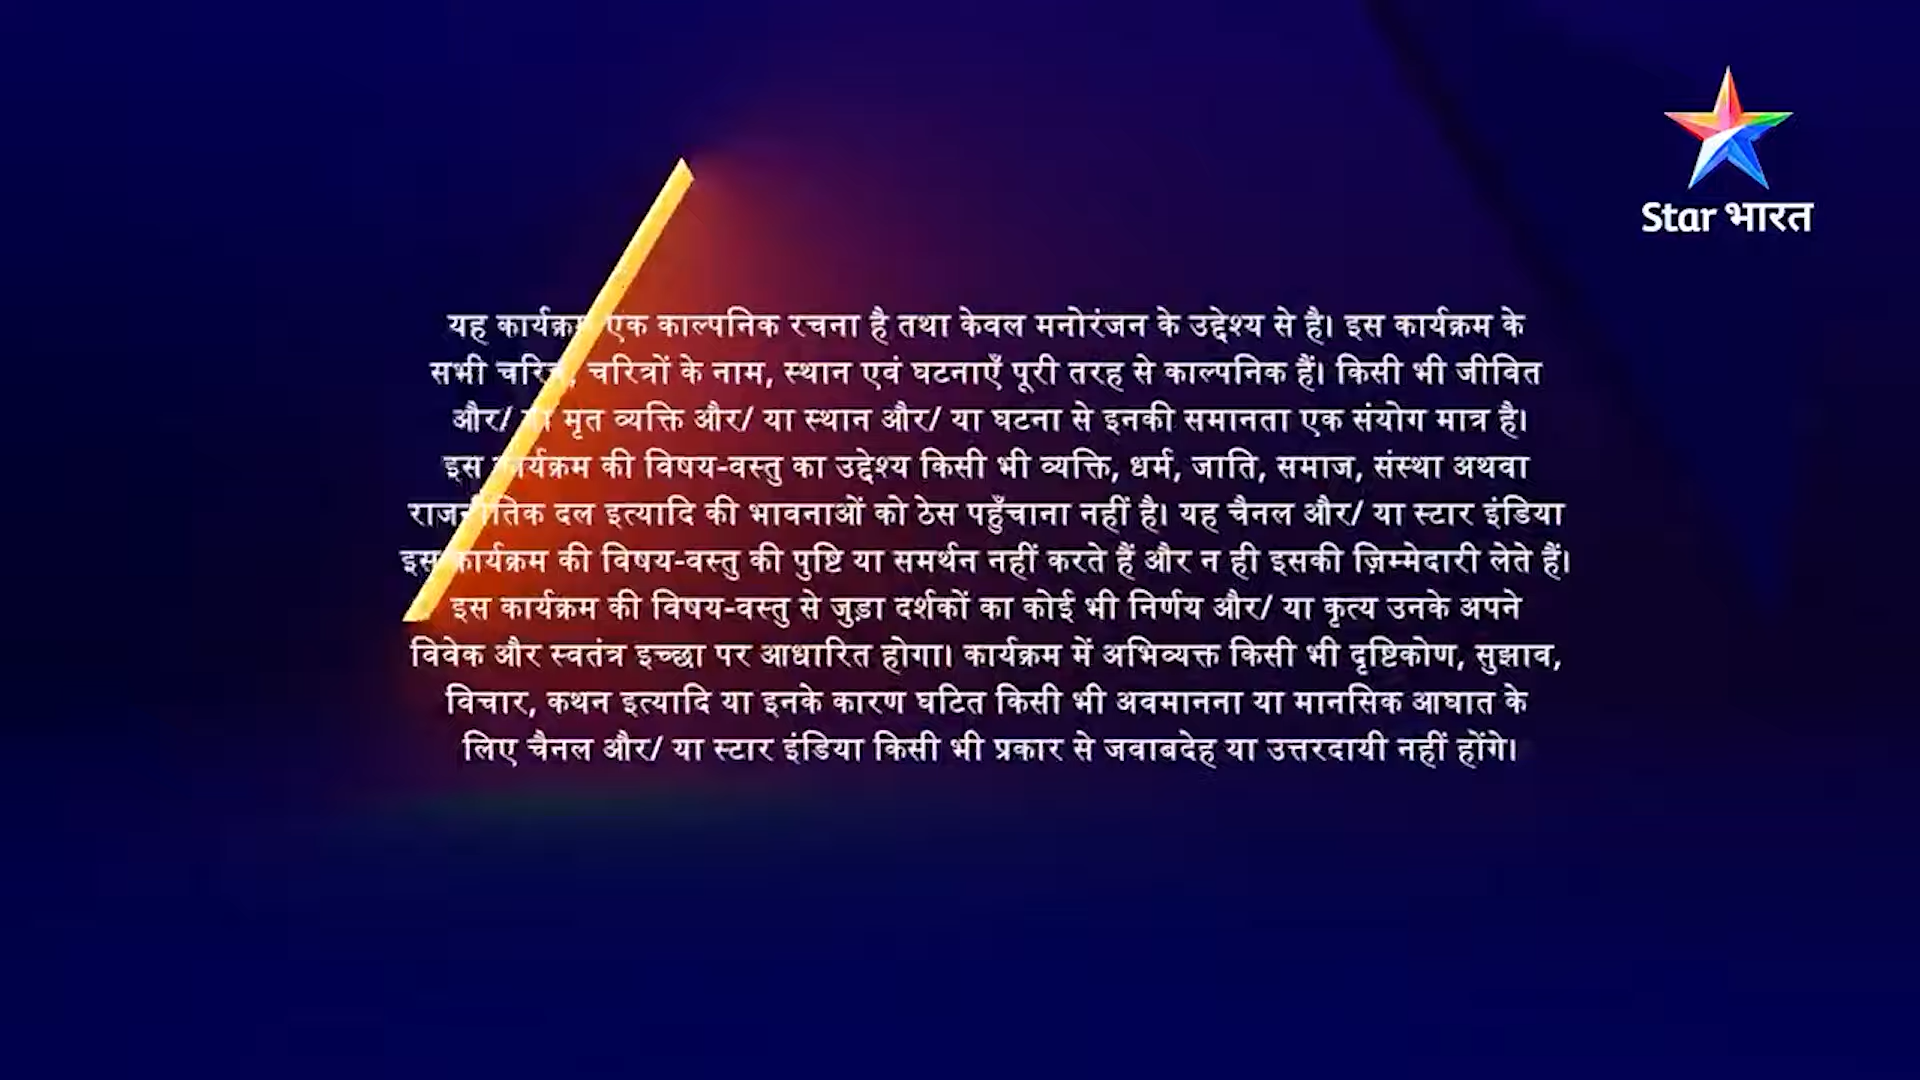 Star भारत
यह कार्यक्रम एक काल्पनिक रचना है तथा केवल मनोरंजन के उद्देश्य से है। इस कार्यक्रम के
सभी चरित्र, चरित्रों के नाम, स्थान एवं घटनाएँ पूरी तरह से काल्पनिक हैं। किसी भी जीवित
और/ या मृत व्यक्ति और/ या स्थान और/ या घटना से इनकी समानता एक संयोग मात्र है।
इस कार्यक्रम की विषय-वस्तु का उद्देश्य किसी भी व्यक्ति, धर्म, जाति, समाज, संस्था अथवा
राजनीतिक दल इत्यादि की भावनाओं को ठेस पहुँचाना नहीं है। यह चैनल और/ या स्टार इंडिया
इस कार्यक्रम की विषय-वस्तु की पुष्टि या समर्थन नहीं करते हैं और न ही इसकी ज़िम्मेदारी लेते हैं।
इस कार्यक्रम की विषय-वस्तु से जुड़ा दर्शकों का कोई भी निर्णय और/ या कृत्य उनके अपने
विवेक और स्वतंत्र इच्छा पर आधारित होगा। कार्यक्रम में अभिव्यक्त किसी भी दृष्टिकोण, सुझाव,
विचार, कथन इत्यादि या इनके कारण घटित किसी भी अवमानना या मानसिक आघात के
लिए चैनल और/ या स्टार इंडिया किसी भी प्रकार से जवाबदेह या उत्तरदायी नहीं होंगे।